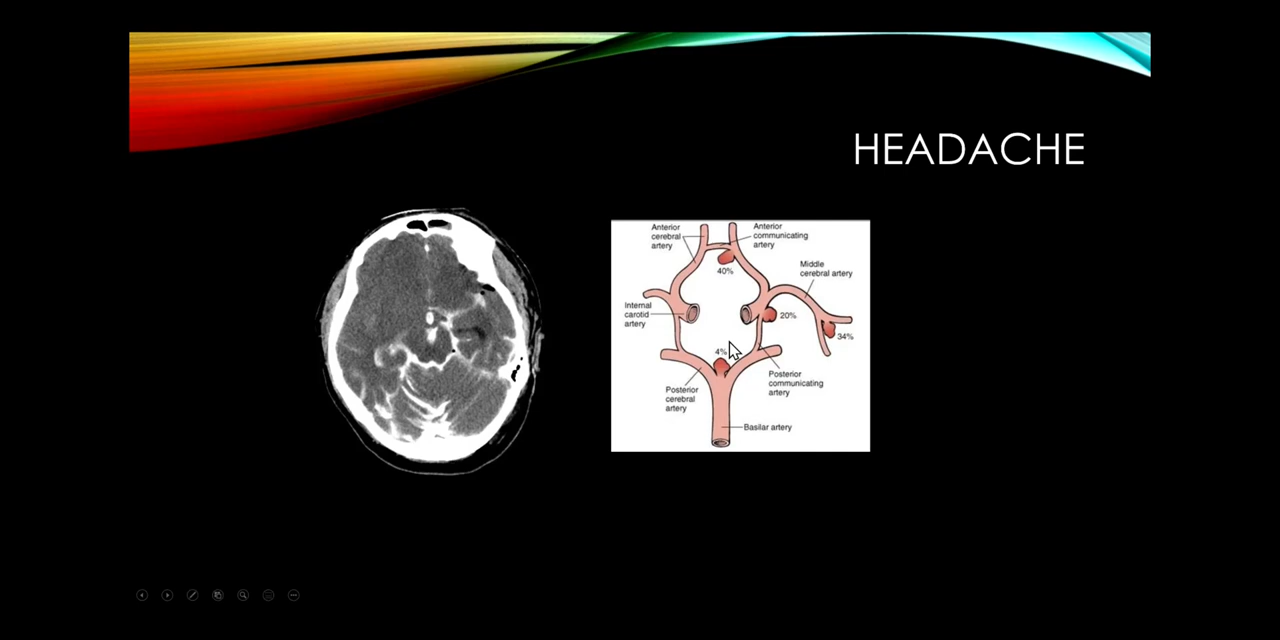 HEADACHE
Anterior
cerebral
artery
Anterior
communicating
artery
40%
Middle
cerebral artery
Internal
carotid
artery
20%
34%
4%
Posterior
cerebral
artery
Posterior
communicating
artery
Basilar artery